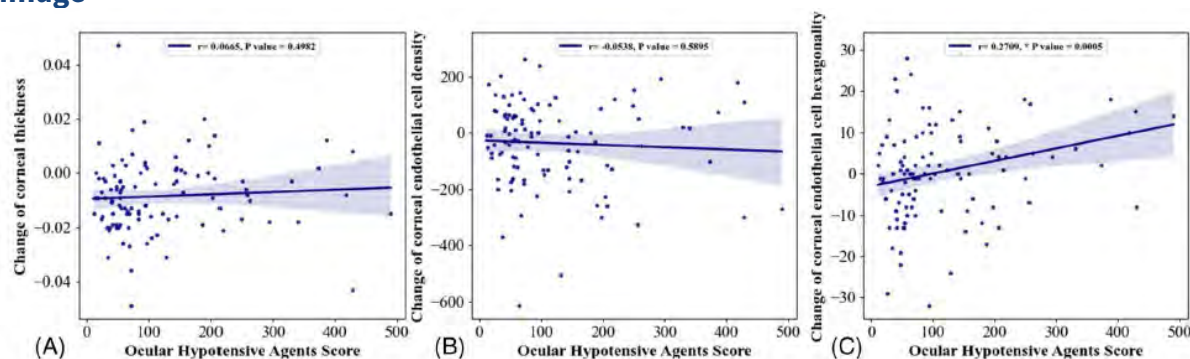 r= 0.0665, P value = 0.4982
Change of corneal thickness
0.04
0.02
0.00
−0.02
−0.04
0 100 200 300 400 500
(A) Ocular Hypotensive Agents Score
r= -0.0538, P value = 0.5895
Change of corneal endothelial cell density
200
0
−200
−400
−600
0 100 200 300 400 500
(B) Ocular Hypotensive Agents Score
r= 0.2709, * P value = 0.0005
Change of corneal endothelial cell hexagonality
30
20
10
0
−10
−20
−30
0 100 200 300 400 500
(C) Ocular Hypotensive Agents Score